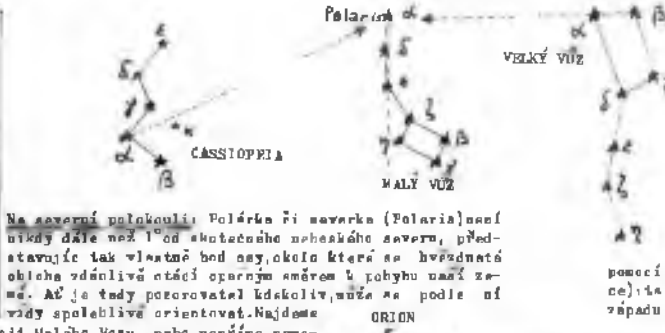 Polaris α α β
ε
δ
γ
α
β
CASSIOPEIA
δ
ε
ζ
η
β
γ
MALÝ VŮZ
VELKÝ VŮZ
δ
ε
ζ
η
Na severní polokouli: Polárka či severka (Polaris) není
nikdy dále než 1° od skutečného nebeského severu, před-
stavujíc tak vlastně bod osy, okolo které se hvezdnatá
obloha zdánlivě otáčí opačným směrem k pohybu naší ze-
mě. Ať je tedy pozorovatel kdekoliv, může se podle ní
vždy spolehlivě orientovat. Najdeme
ORION
pomocí
západu